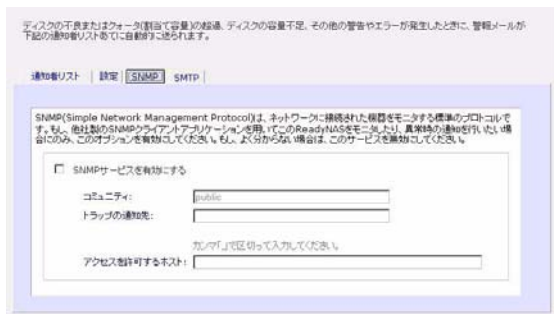 ディスクの不良またはクォータ(割当て容量)の超過、ディスクの容量不足、その他の警告やエラーが発生したときに、警報メールが
下記の通知者リストあてに自動的に送られます。
通知者リスト | 設定 | SNMP | SMTP |
SNMP(Simple Network Management Protocol)は、ネットワークに接続された機器をモニタする標準のプロトコルで
す。もし、他社製のSNMPクライアントアプリケーションを用いてこのReadyNASをモニタしたり、異常時の通知を行いたい場
合にのみ、このオプションを有効にしてください。もし、よく分からない場合は、このサービスを無効にしてください。
SNMPサービスを有効にする
コミュニティ: public
トラップの通知先:
カンマ「,」で区切って入力してください。
アクセスを許可するホスト: